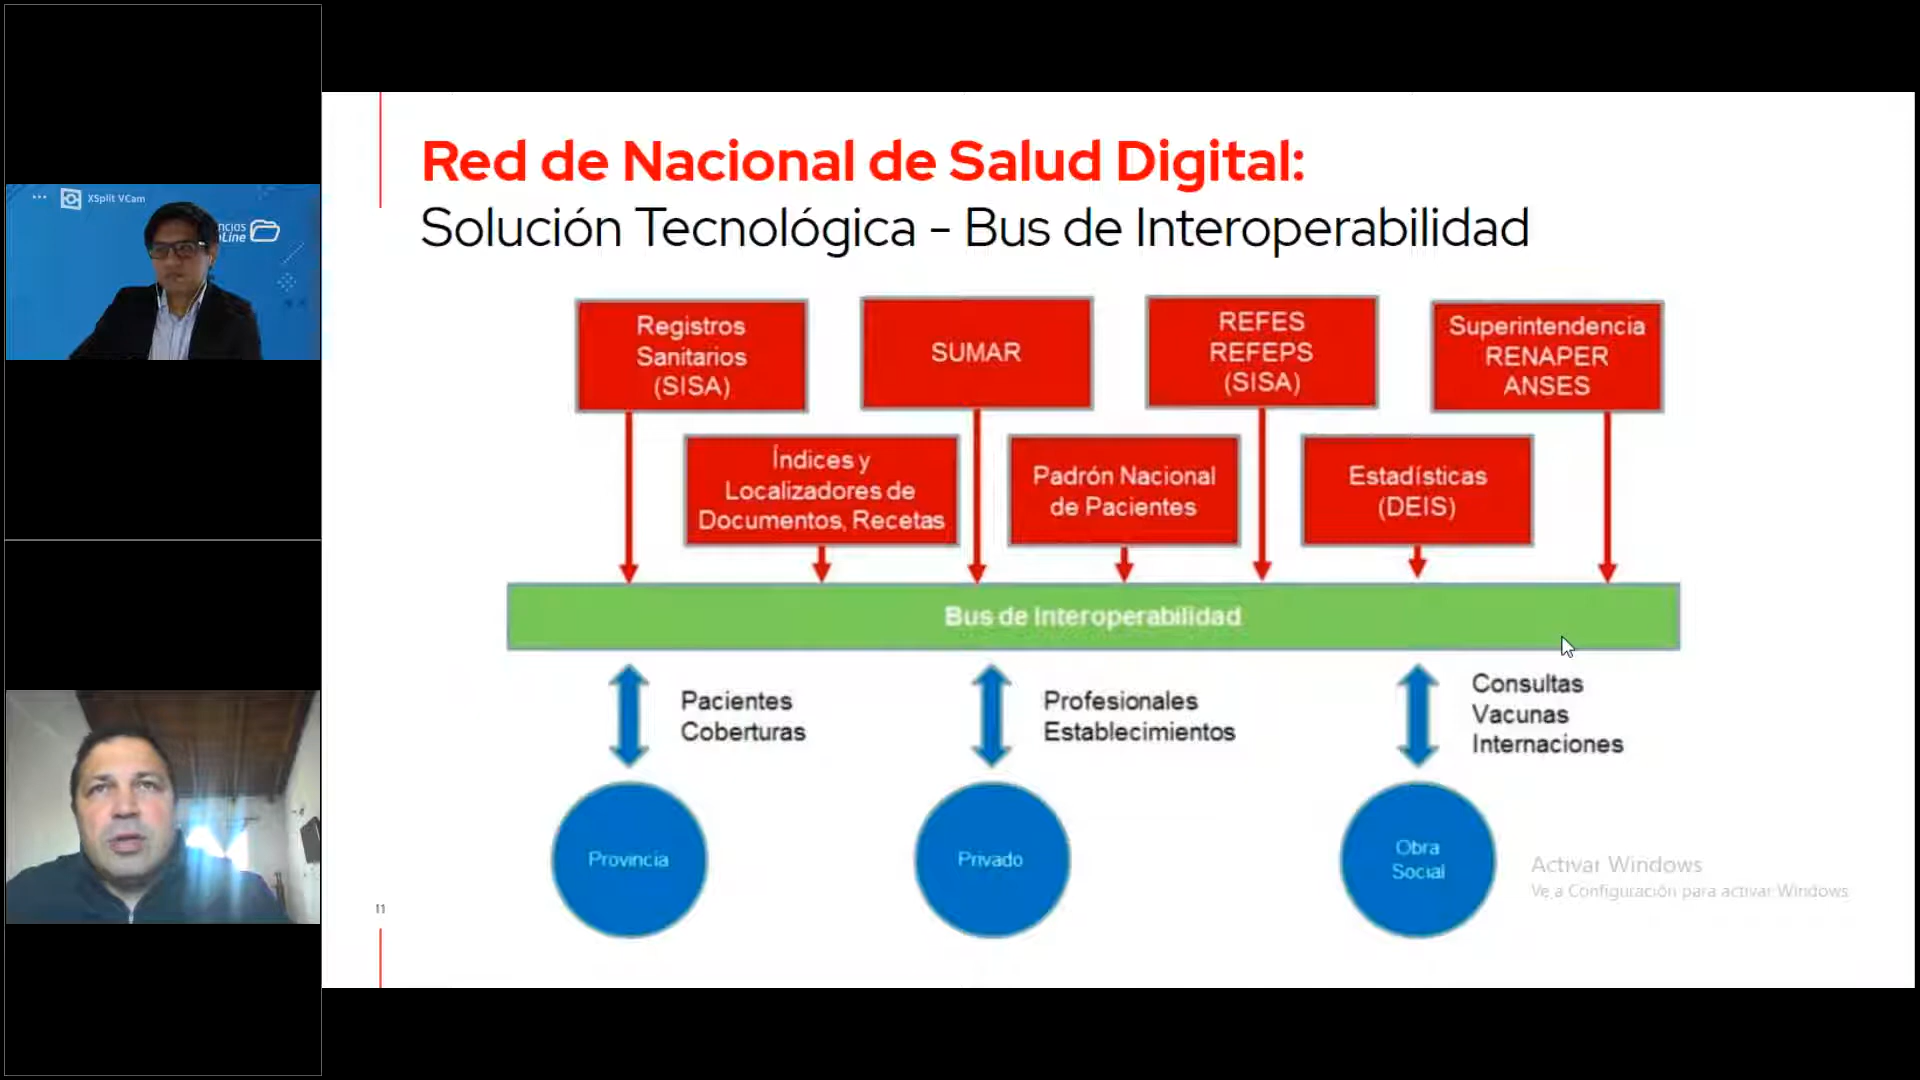 XSplit VCam
ncias
Line
Red de Nacional de Salud Digital:
Solución Tecnológica - Bus de Interoperabilidad
Registros
Sanitarios
(SISA)
SUMAR
REFES
REFEPS
(SISA)
Superintendencia
RENAPER
ANSES
Índices y
Localizadores de
Documentos, Recetas
Padrón Nacional
de Pacientes
Estadísticas
(DEIS)
Bus de Interoperabilidad
Pacientes
Coberturas
Profesionales
Establecimientos
Consultas
Vacunas
Internaciones
Provincia
Privado
Obra
Social
Activar Windows
Ve a Configuración para activar Windows.
11